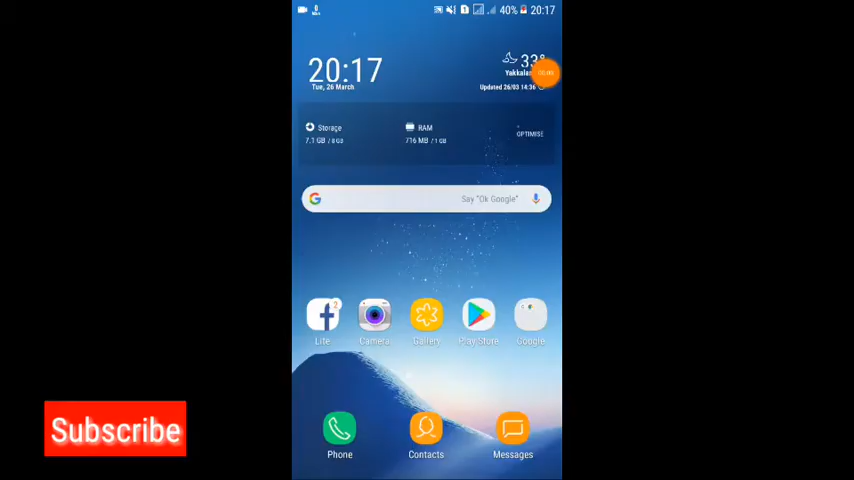 40% 20:17
20:17
Tue, 26 March
33°
Updated 26/03 14:36
Storage
7.1 GB / 8 GB
RAM
716 MB / 1 GB
OPTIMISE
Say "Ok Google"
2
Lite
Camera
Gallery
Play Store
Google
Phone
Contacts
Messages
Subscribe